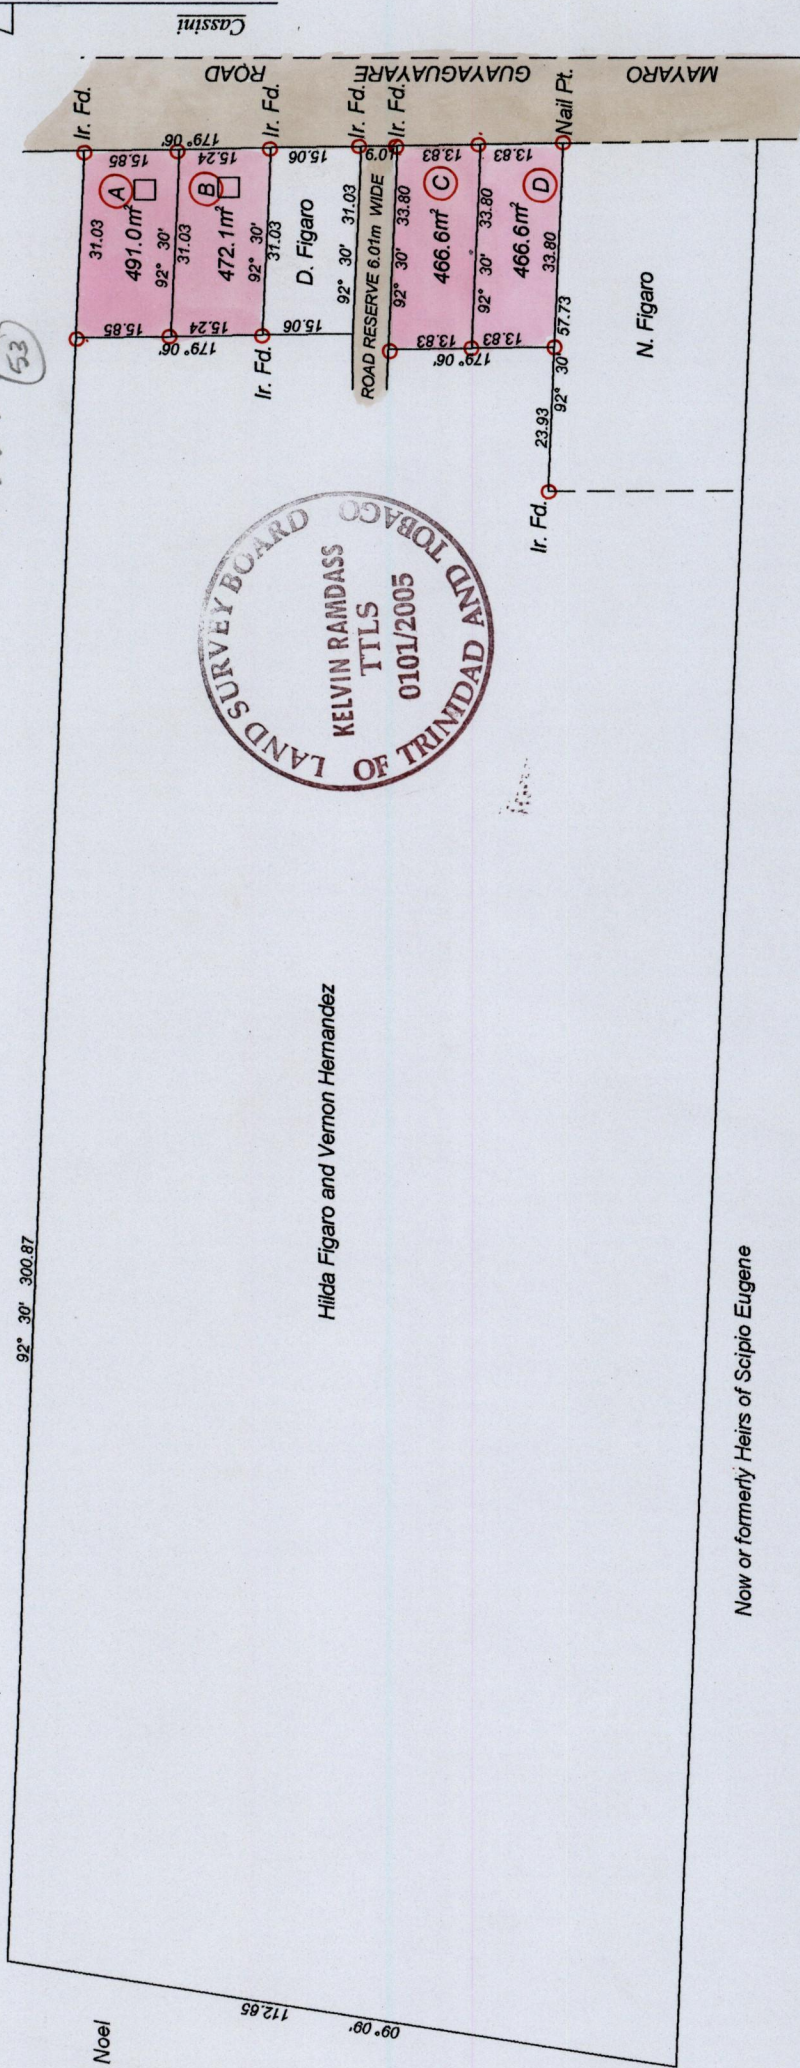 Cassini
53
MAYARO
GUAYAGUAYARE
ROAD
Ir. Fd.
Ir. Fd.
Ir. Fd.
Ir. Fd.
Nail Pt.
179° 06'
15.85
15.24
15.06
6.01
13.83
13.83
31.03
A
491.0m²
92° 30'
31.03
B
472.1m²
92° 30'
31.03
D. Figaro
92° 30' 31.03
ROAD RESERVE 6.01m WIDE
92° 30' 33.80
C
466.6m²
92° 30' 33.80
D
466.6m²
33.80
15.85
15.24
179° 06'
15.06
Ir. Fd.
13.83
13.83
179° 06'
23.93
92° 30' 57.73
N. Figaro
Ir. Fd.
LAND SURVEY BOARD
OF TRINIDAD AND TOBAGO
KELVIN RAMDASS
TTLS
0101/2005
Hilda Figaro and Vernon Hernandez
92° 30' 300.87
Now or formerly Heirs of Scipio Eugene
112.65
09° 09'
Noel